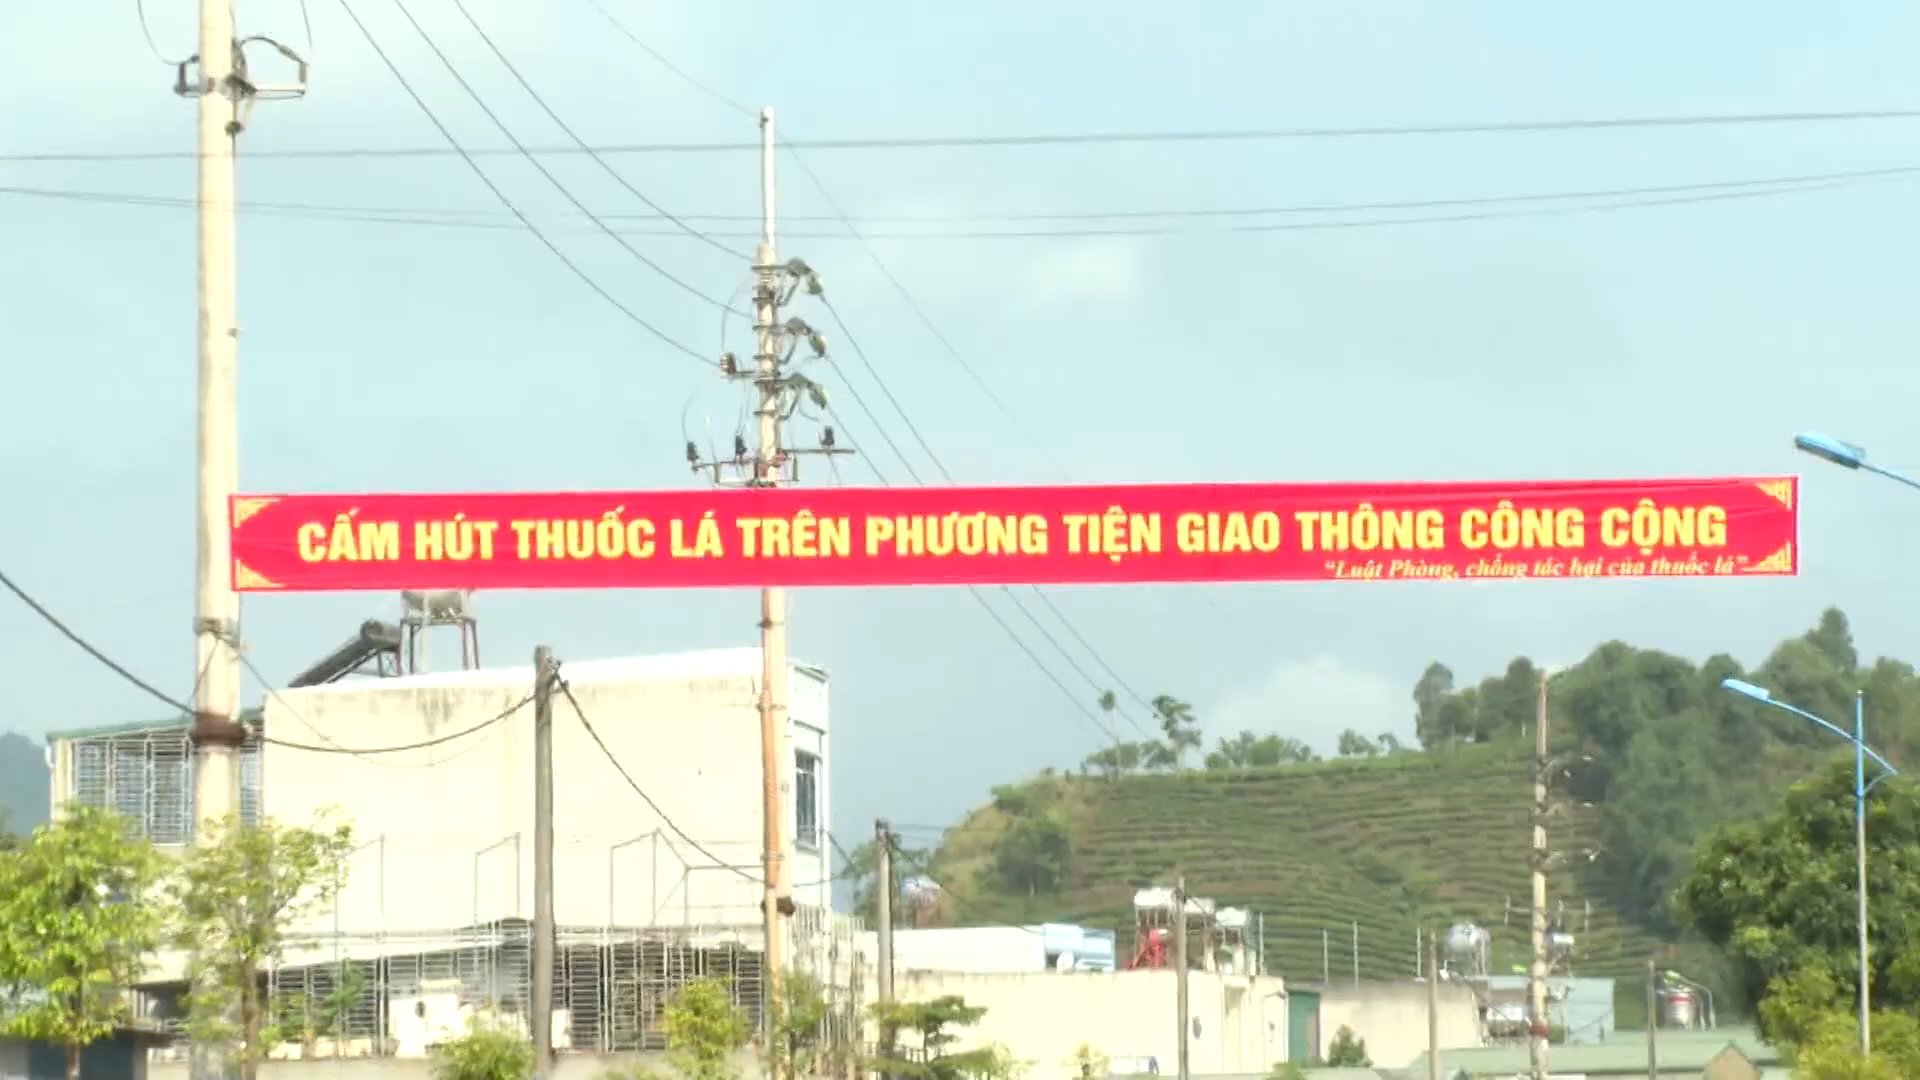 CẤM HÚT THUỐC LÁ TRÊN PHƯƠNG TIỆN GIAO THÔNG CÔNG CỘNG
“Luật Phòng, chống tác hại của thuốc lá”